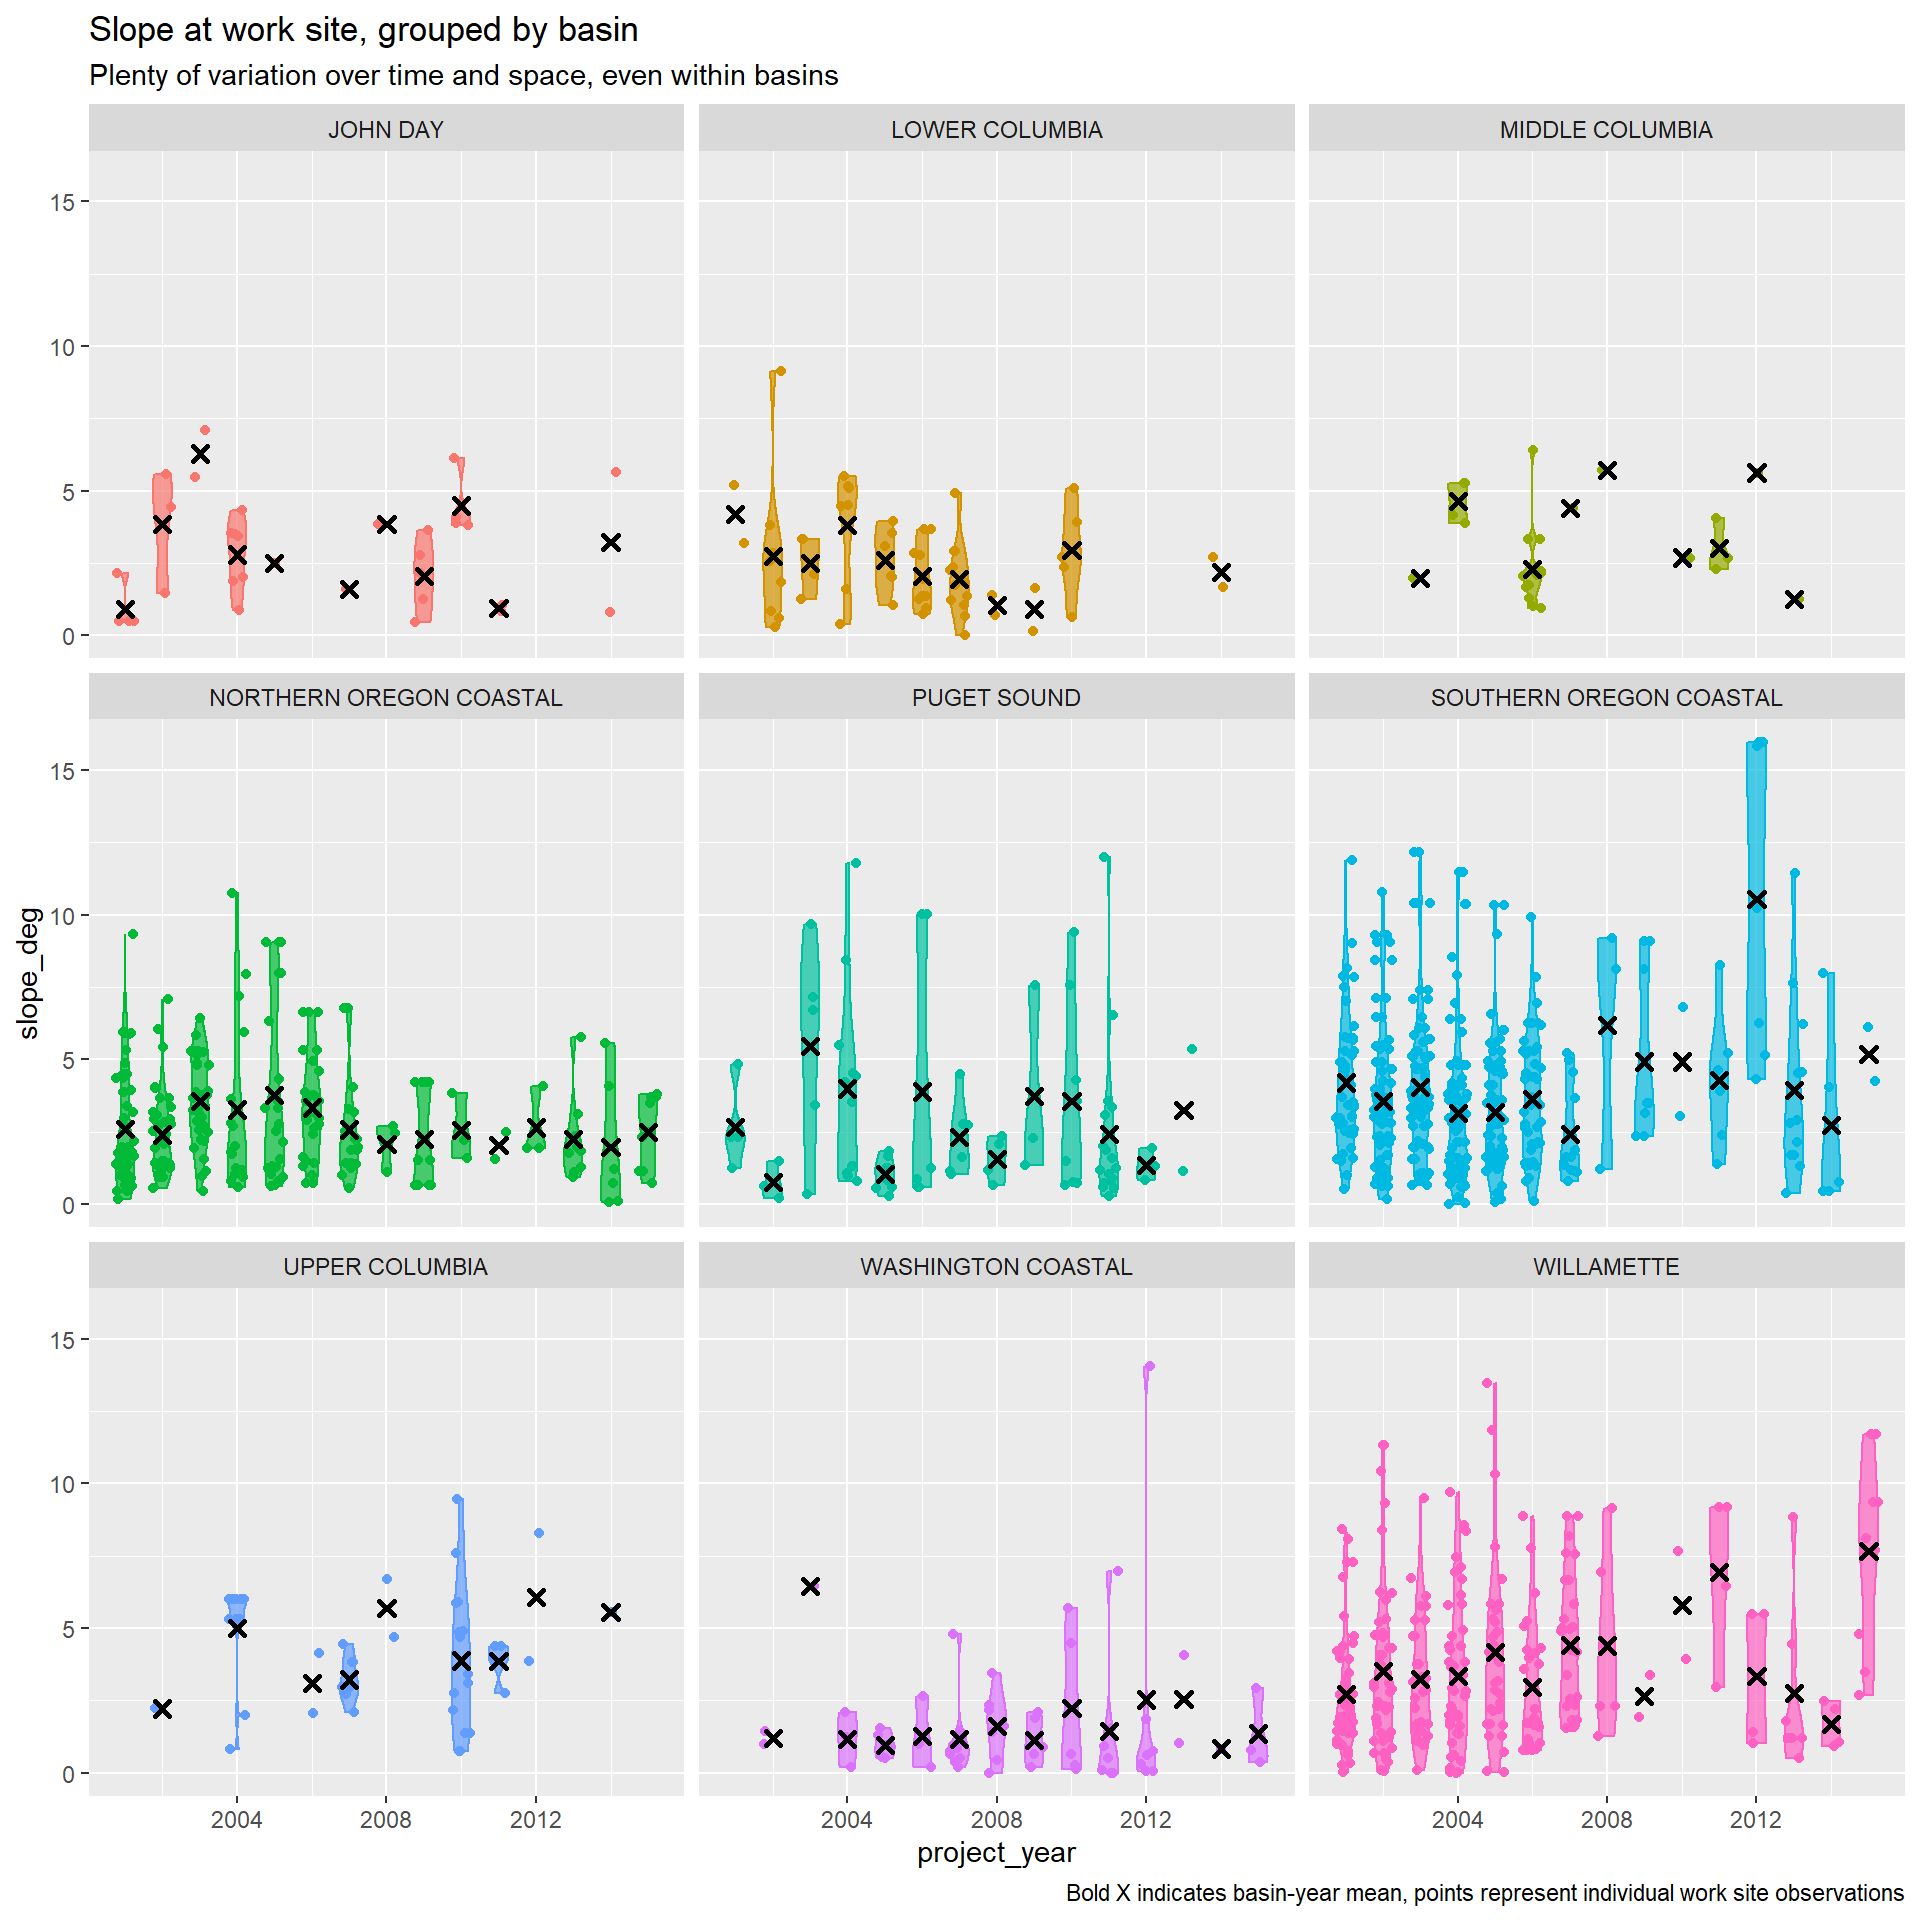 Slope at work site, grouped by basin
Plenty of variation over time and space, even within basins
JOHN DAY
LOWER COLUMBIA
MIDDLE COLUMBIA
15
10
5
0
NORTHERN OREGON COASTAL
PUGET SOUND
SOUTHERN OREGON COASTAL
15
10
5
0
slope_deg
UPPER COLUMBIA
WASHINGTON COASTAL
WILLAMETTE
15
10
5
0
2004 2008 2012
2004 2008 2012
2004 2008 2012
project_year
Bold X indicates basin-year mean, points represent individual work site observations